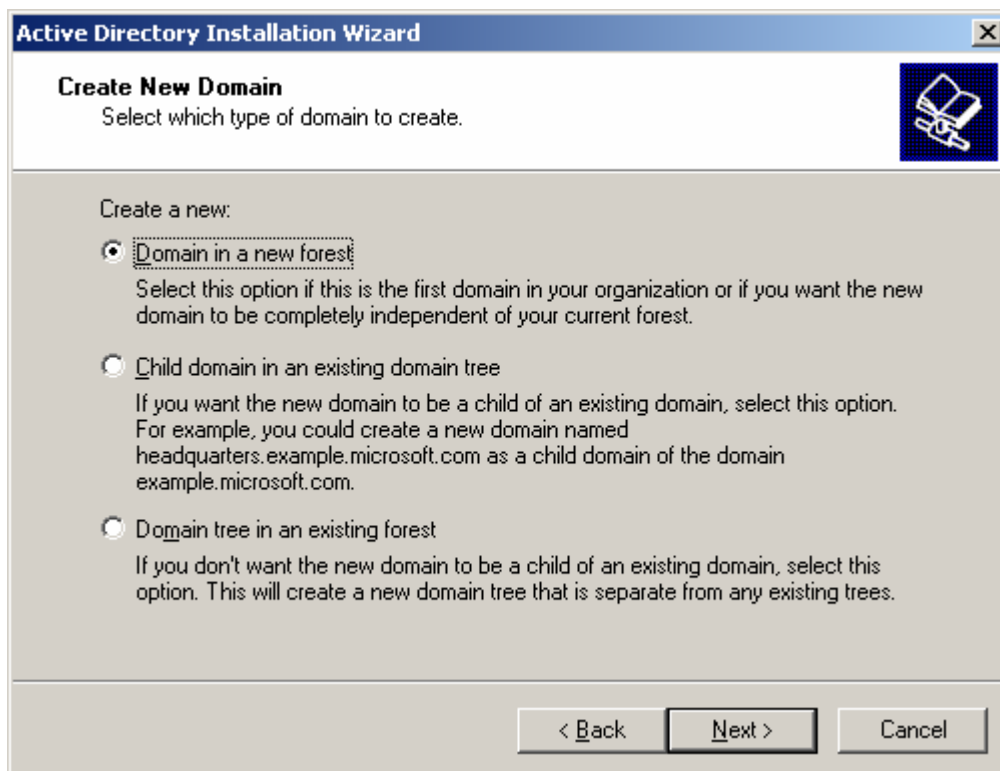 Active Directory Installation Wizard
Create New Domain
Select which type of domain to create.
Create a new:
Domain in a new forest
Select this option if this is the first domain in your organization or if you want the new
domain to be completely independent of your current forest.
Child domain in an existing domain tree
If you want the new domain to be a child of an existing domain, select this option.
For example, you could create a new domain named
headquarters.example.microsoft.com as a child domain of the domain
example.microsoft.com.
Domain tree in an existing forest
If you don't want the new domain to be a child of an existing domain, select this
option. This will create a new domain tree that is separate from any existing trees.
< Back Next > Cancel